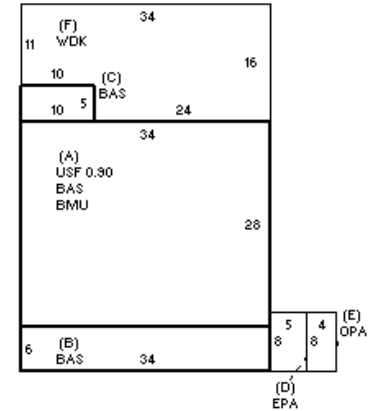 34
(F)
WDK
11
16
10
(C)
BAS
10 5
24
34
(A)
USF 0.90
BAS
BMU
28
(E)
OPA
5 4
8 8
(B)
BAS
6
34
(D)
EPA